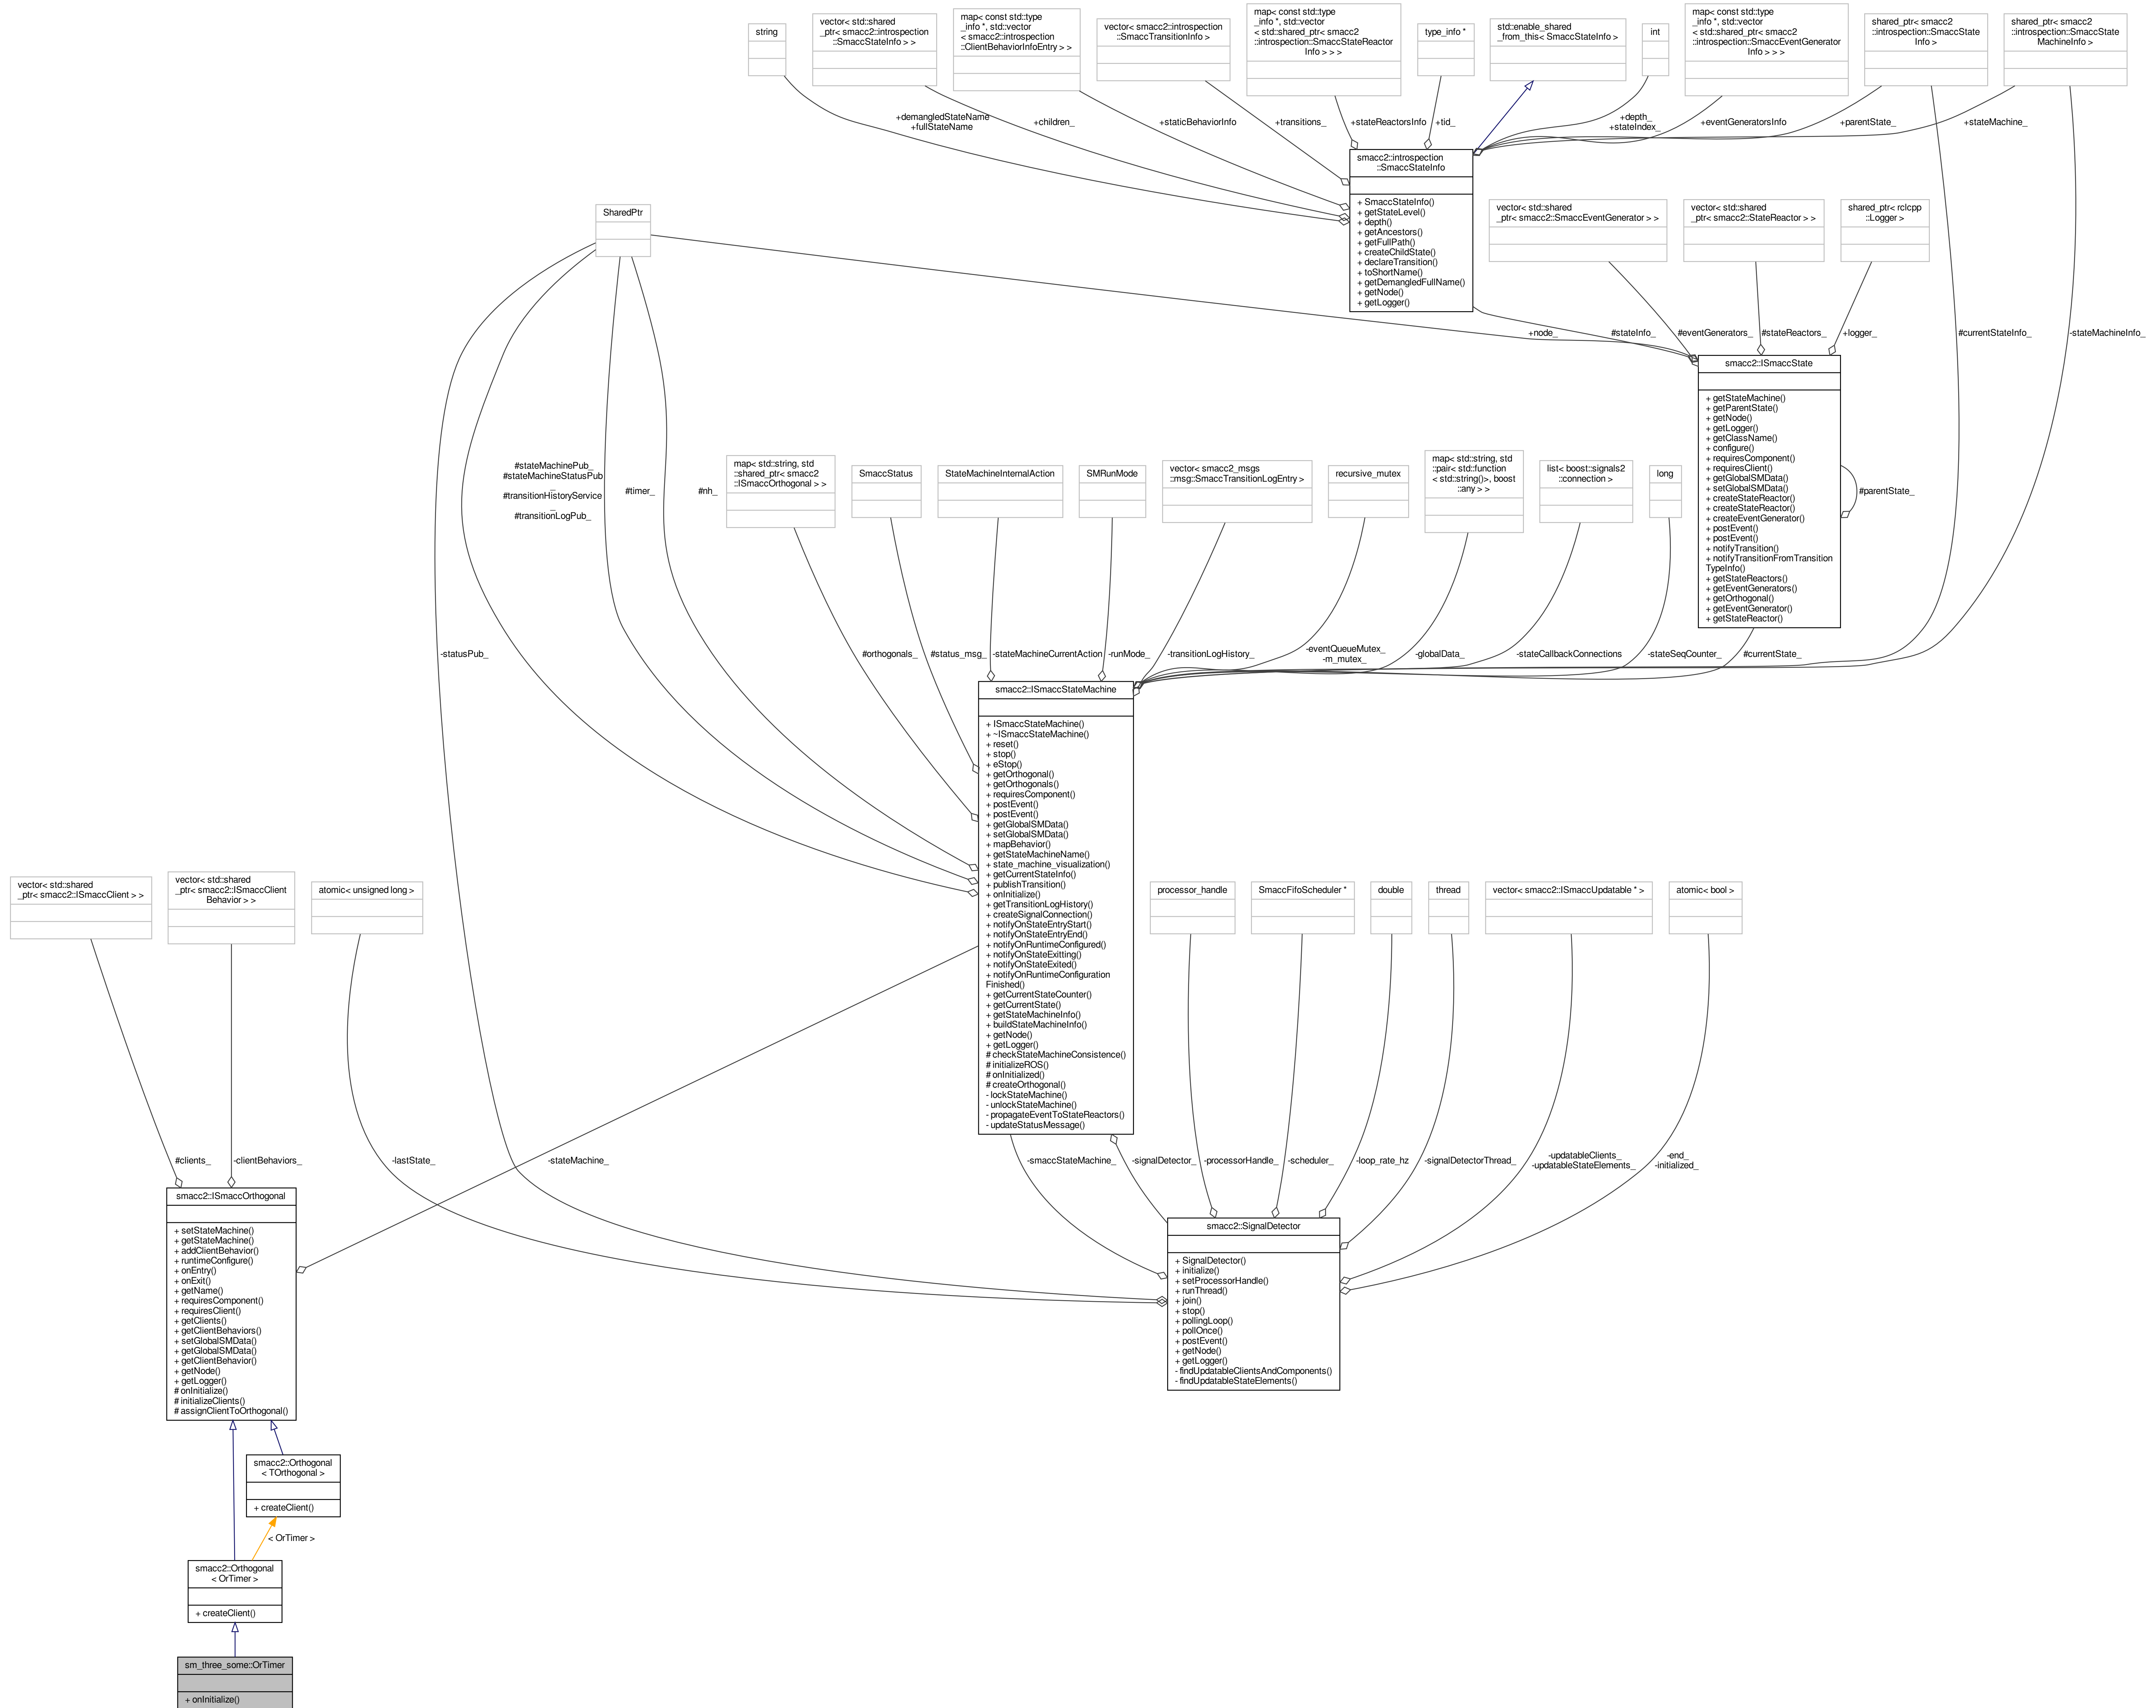 string
vector< std::shared
_ptr< smacc2::introspection
::SmaccStateInfo > >
map< const std::type
_info *, std::vector
< smacc2::introspection
::ClientBehaviorInfoEntry > >
vector< smacc2::introspection
::SmaccTransitionInfo >
map< const std::type
_info *, std::vector
< std::shared_ptr< smacc2
::introspection::SmaccStateReactor
Info > > >
type_info *
std::enable_shared
_from_this< SmaccStateInfo >
int
map< const std::type
_info *, std::vector
< std::shared_ptr< smacc2
::introspection::SmaccEventGenerator
Info > > >
shared_ptr< smacc2
::introspection::SmaccState
Info >
shared_ptr< smacc2
::introspection::SmaccState
MachineInfo >
+demangledStateName
+fullStateName
+children_
+staticBehaviorInfo
+transitions_
+stateReactorsInfo
+tid_
+depth_
+stateIndex_
+eventGeneratorsInfo
+parentState_
+stateMachine_
smacc2::introspection
::SmaccStateInfo
+ SmaccStateInfo()
+ getStateLevel()
+ depth()
+ getAncestors()
+ getFullPath()
+ createChildState()
+ declareTransition()
+ toShortName()
+ getDemangledFullName()
+ getNode()
+ getLogger()
SharedPtr
vector< std::shared
_ptr< smacc2::SmaccEventGenerator > >
vector< std::shared
_ptr< smacc2::StateReactor > >
shared_ptr< rclcpp
::Logger >
+node_
#stateInfo_
#eventGenerators_
#stateReactors_
+logger_
#currentStateInfo_
-stateMachineInfo_
smacc2::ISmaccState
+ getStateMachine()
+ getParentState()
+ getNode()
+ getLogger()
+ getClassName()
+ configure()
+ requiresComponent()
+ requiresClient()
+ getGlobalSMData()
+ setGlobalSMData()
+ createStateReactor()
+ createStateReactor()
+ createEventGenerator()
+ postEvent()
+ postEvent()
+ notifyTransition()
+ notifyTransitionFromTransition
TypeInfo()
+ getStateReactors()
+ getEventGenerators()
+ getOrthogonal()
+ getEventGenerator()
+ getStateReactor()
#parentState_
#stateMachinePub_
#stateMachineStatusPub
_
#transitionHistoryService
_
#transitionLogPub_
#timer_
#nh_
map< std::string, std
::shared_ptr< smacc2
::ISmaccOrthogonal > >
SmaccStatus
StateMachineInternalAction
SMRunMode
vector< smacc2_msgs
::msg::SmaccTransitionLogEntry >
recursive_mutex
map< std::string, std
::pair< std::function
< std::string()>, boost
::any > >
list< boost::signals2
::connection >
long
-statusPub_
#orthogonals_
#status_msg_
-stateMachineCurrentAction
-runMode_
-transitionLogHistory_
-eventQueueMutex_
-m_mutex_
-globalData_
-stateCallbackConnections
-stateSeqCounter_
#currentState_
smacc2::ISmaccStateMachine
+ ISmaccStateMachine()
+ ~ISmaccStateMachine()
+ reset()
+ stop()
+ eStop()
+ getOrthogonal()
+ getOrthogonals()
+ requiresComponent()
+ postEvent()
+ postEvent()
+ getGlobalSMData()
+ setGlobalSMData()
+ mapBehavior()
+ getStateMachineName()
+ state_machine_visualization()
+ getCurrentStateInfo()
+ publishTransition()
+ onInitialize()
+ getTransitionLogHistory()
+ createSignalConnection()
+ notifyOnStateEntryStart()
+ notifyOnStateEntryEnd()
+ notifyOnRuntimeConfigured()
+ notifyOnStateExitting()
+ notifyOnStateExited()
+ notifyOnRuntimeConfiguration
Finished()
+ getCurrentStateCounter()
+ getCurrentState()
+ getStateMachineInfo()
+ buildStateMachineInfo()
+ getNode()
+ getLogger()
# checkStateMachineConsistence()
# initializeROS()
# onInitialized()
# createOrthogonal()
- lockStateMachine()
- unlockStateMachine()
- propagateEventToStateReactors()
- updateStatusMessage()
vector< std::shared
_ptr< smacc2::ISmaccClient > >
vector< std::shared
_ptr< smacc2::ISmaccClient
Behavior > >
atomic< unsigned long >
processor_handle
SmaccFifoScheduler *
double
thread
vector< smacc2::ISmaccUpdatable * >
atomic< bool >
#clients_
-clientBehaviors_
-lastState_
-stateMachine_
-smaccStateMachine_
-signalDetector_
-processorHandle_
-scheduler_
-loop_rate_hz
-signalDetectorThread_
-updatableClients_
-updatableStateElements_
-end_
-initialized_
smacc2::ISmaccOrthogonal
+ setStateMachine()
+ getStateMachine()
+ addClientBehavior()
+ runtimeConfigure()
+ onEntry()
+ onExit()
+ getName()
+ requiresComponent()
+ requiresClient()
+ getClients()
+ getClientBehaviors()
+ setGlobalSMData()
+ getGlobalSMData()
+ getClientBehavior()
+ getNode()
+ getLogger()
# onInitialize()
# initializeClients()
# assignClientToOrthogonal()
smacc2::SignalDetector
+ SignalDetector()
+ initialize()
+ setProcessorHandle()
+ runThread()
+ join()
+ stop()
+ pollingLoop()
+ pollOnce()
+ postEvent()
+ getNode()
+ getLogger()
- findUpdatableClientsAndComponents()
- findUpdatableStateElements()
smacc2::Orthogonal
< TOrthogonal >
+ createClient()
< OrTimer >
smacc2::Orthogonal
< OrTimer >
+ createClient()
sm_three_some::OrTimer
+ onInitialize()